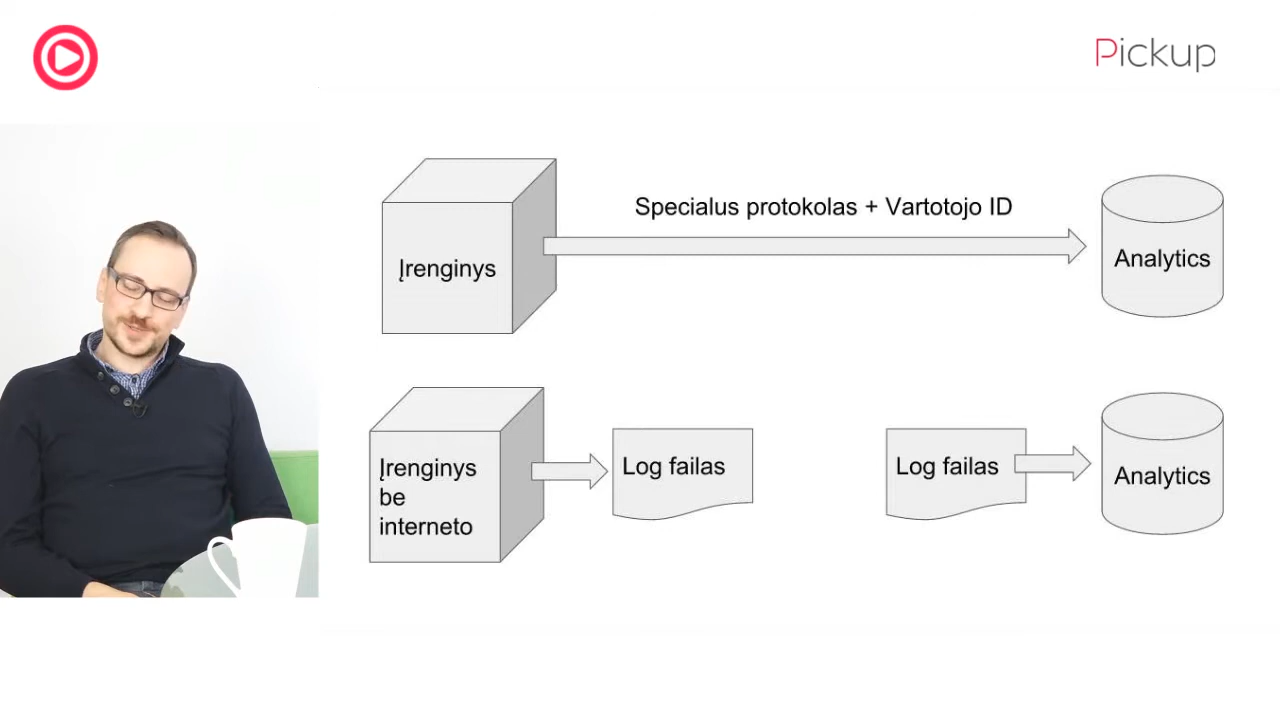 Pickup
Specialus protokolas + Vartotojo ID
Įrenginys
Analytics
Įrenginys
be
interneto
Log failas
Log failas
Analytics